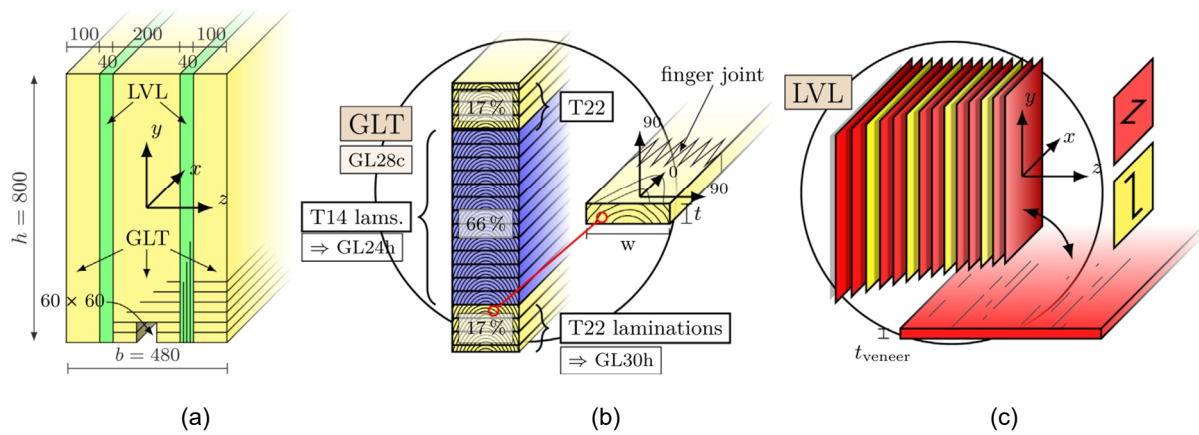 100 200 100
40 40
LVL
y
x
z
GLT
h = 800
60 × 60
b = 480
(a)
GLT
GL28c
17 %
T22
finger joint
90
0
90
t
w
T14 lams.
⇒ GL24h
66 %
17 %
T22 laminations
⇒ GL30h
(b)
LVL
y
x
z
z
z
t veneer
(c)